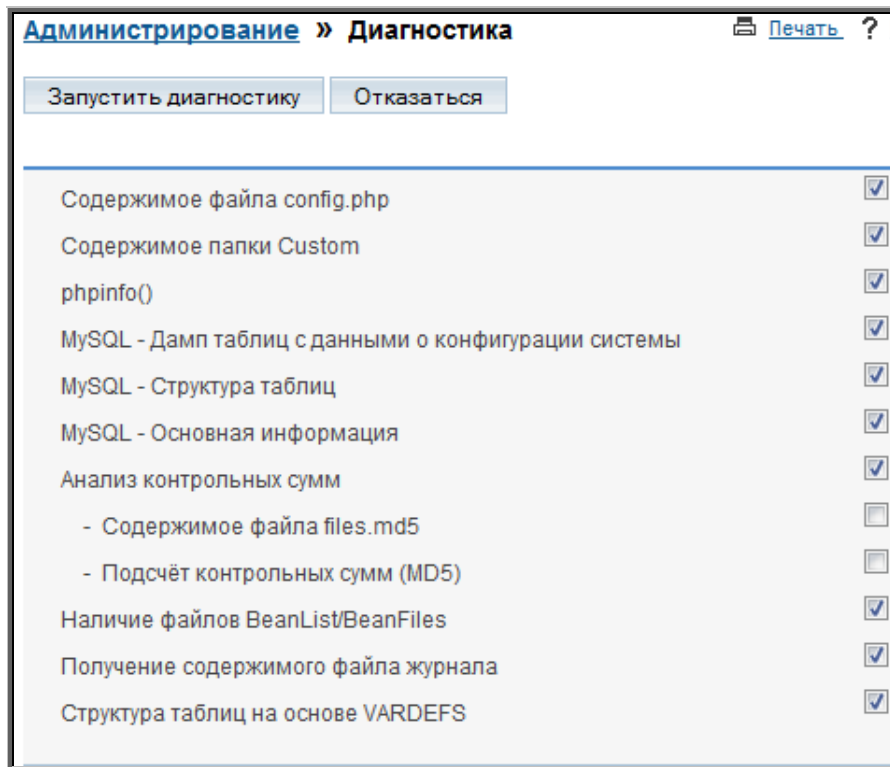 Администрирование » Диагностика Печать ?
Запустить диагностику Отказаться
Содержимое файла config.php
Содержимое папки Custom
phpinfo()
MySQL - Дамп таблиц с данными о конфигурации системы
MySQL - Структура таблиц
MySQL - Основная информация
Анализ контрольных сумм
- Содержимое файла files.md5
- Подсчёт контрольных сумм (MD5)
Наличие файлов BeanList/BeanFiles
Получение содержимого файла журнала
Структура таблиц на основе VARDEFS